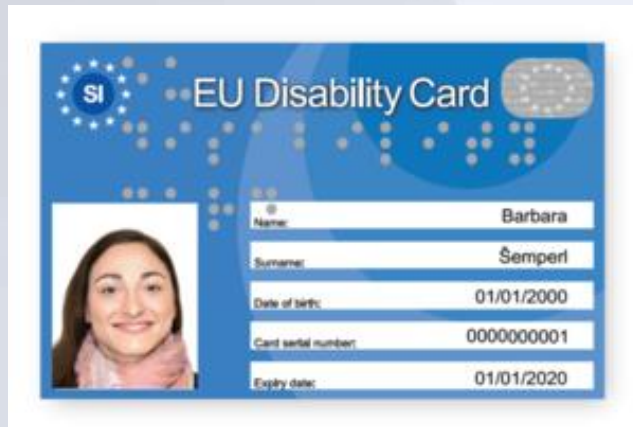 SI
EU Disability Card
Name: Barbara
Surname: Šemperl
Date of birth: 01/01/2000
Card serial number: 0000000001
Expiry date: 01/01/2020